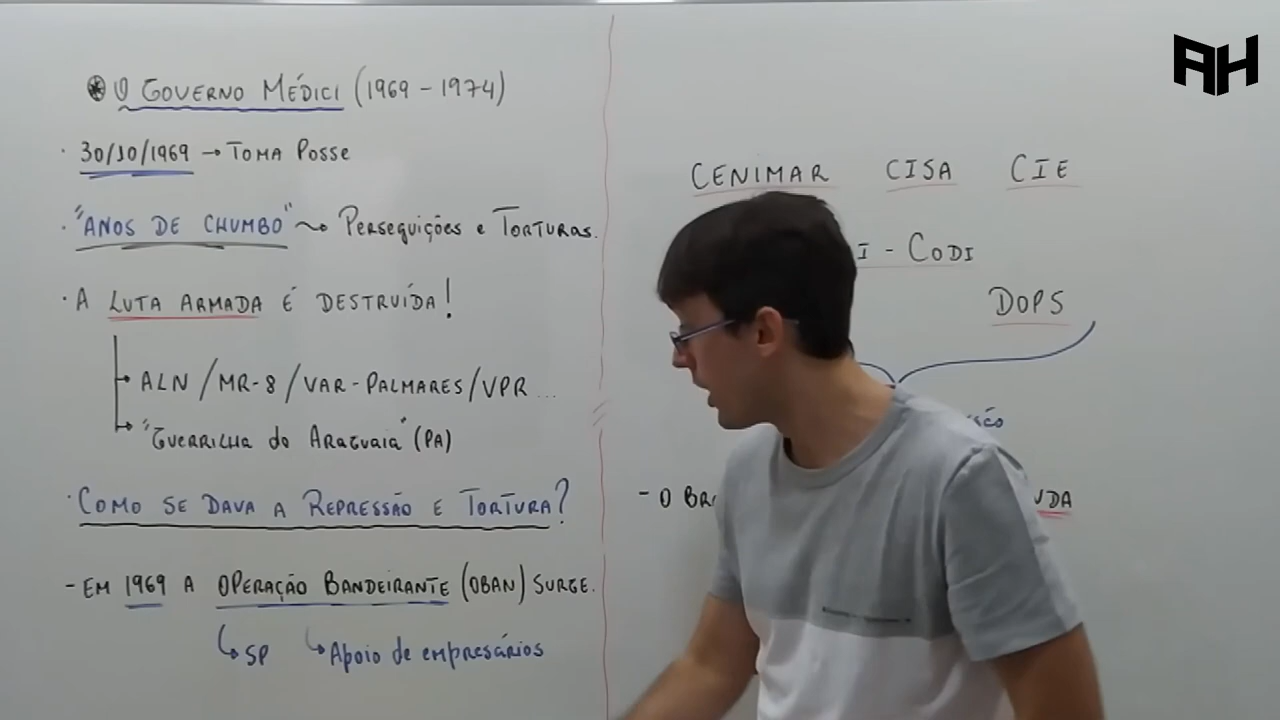 O GOVERNO MÉDICI (1969 - 1974)
· 30/10/1969 → TOMA POSSE
· "ANOS DE CHUMBO" ~> PERSEGUIÇÕES E TORTURAS.
· A LUTA ARMADA É DESTRUÍDA!
ALN / MR-8 / VAR-PALMARES / VPR ...
"GUERRILHA do ARAGUAIA" (PA)
· COMO SE DAVA A REPRESSÃO E TORTURA?
- EM 1969 A OPERAÇÃO BANDEIRANTE (OBAN) SURGE.
SP Apoio de empresários
AH
CENIMAR CISA CIE
I - CODI
DOPS
- O BR
UDA